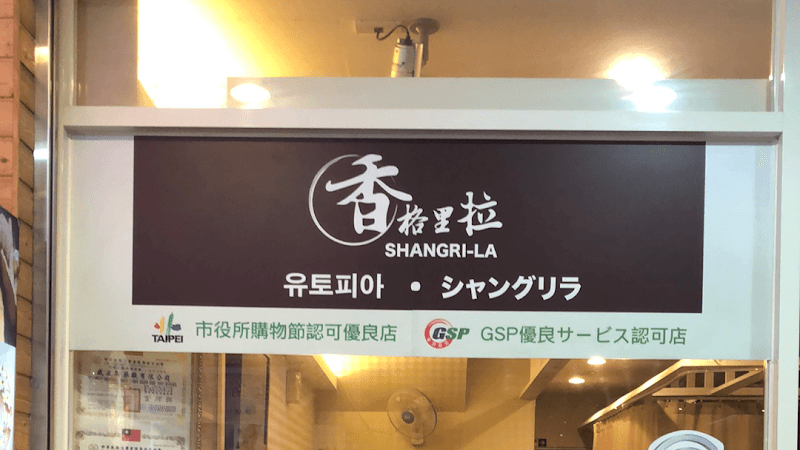 香格里拉
SHANGRI-LA
유토피아 • シャングリラ
TAIPEI 市役所購物節認可優良店
GSP GSP優良サービス認可店